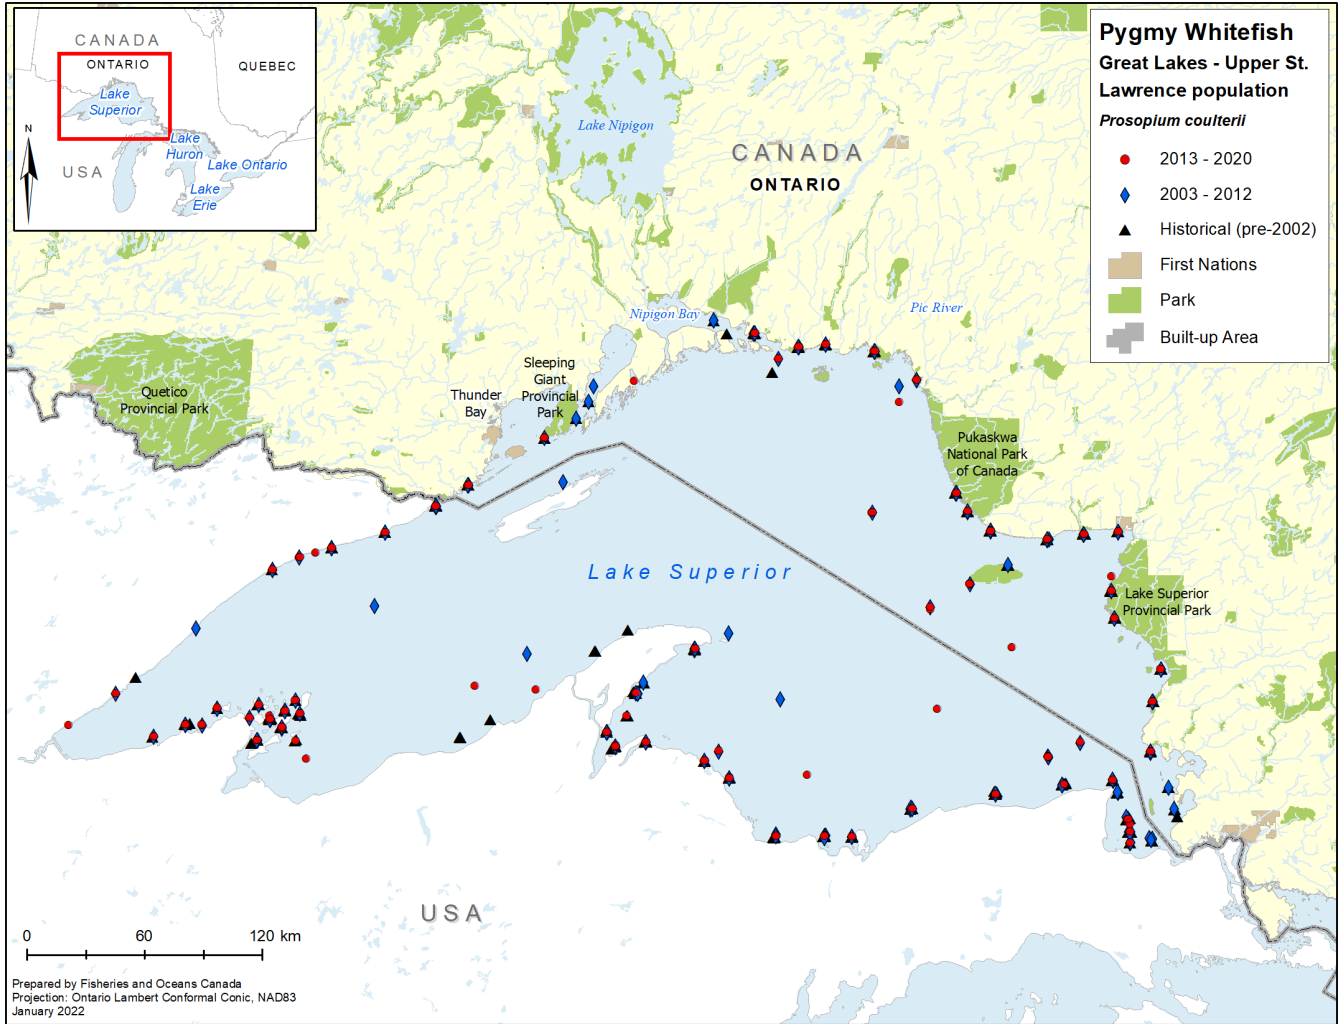 CANADA
ONTARIO
QUEBEC
Lake
Superior
Lake
Huron
Lake Ontario
Lake
Erie
USA
N
Pygmy Whitefish
Great Lakes - Upper St.
Lawrence population
Prosopium coulterii
2013 - 2020
2003 - 2012
Historical (pre-2002)
First Nations
Park
Built-up Area
Lake Nipigon
CANADA
ONTARIO
Nipigon Bay
Pic River
Quetico
Provincial Park
Thunder
Bay
Sleeping
Giant
Provincial
Park
Pukaskwa
National Park
of Canada
Lake Superior
Lake Superior
Provincial Park
USA
0 60 120 km
Prepared by Fisheries and Oceans Canada
Projection: Ontario Lambert Conformal Conic, NAD83
January 2022